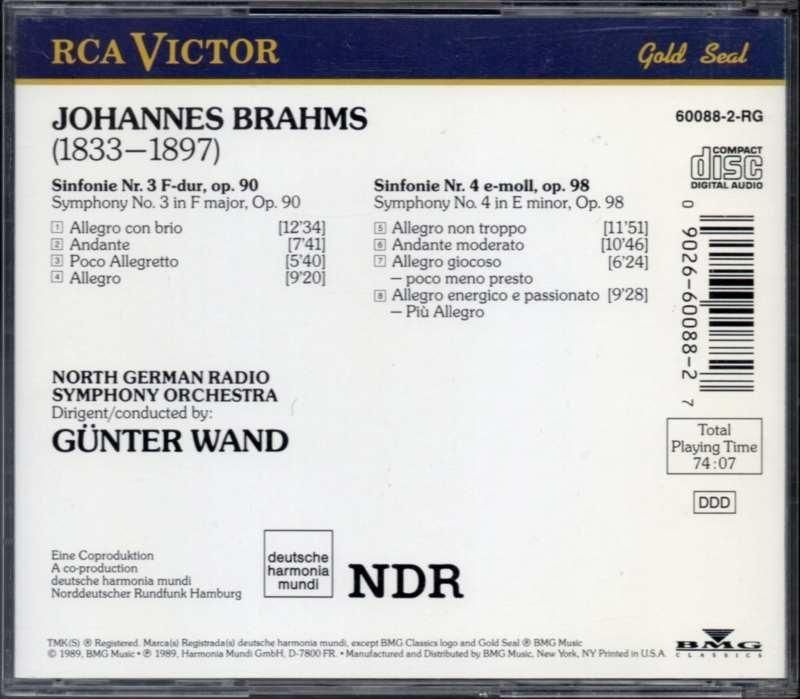 RCA VICTOR
Gold Seal
JOHANNES BRAHMS
(1833–1897)
60088-2-RG
COMPACT
disc
DIGITAL AUDIO
Sinfonie Nr. 3 F-dur, op. 90
Symphony No. 3 in F major, Op. 90
1 Allegro con brio [12'34]
2 Andante [7'41]
3 Poco Allegretto [5'40]
4 Allegro [9'20]
Sinfonie Nr. 4 e-moll, op. 98
Symphony No. 4 in E minor, Op. 98
5 Allegro non troppo [11'51]
6 Andante moderato [10'46]
7 Allegro giocoso [6'24]
– poco meno presto
8 Allegro energico e passionato [9'28]
– Più Allegro
0 9026-60088-2 7
NORTH GERMAN RADIO
SYMPHONY ORCHESTRA
Dirigent/conducted by:
GÜNTER WAND
Total
Playing Time
74:07
DDD
Eine Coproduktion
A co-production
deutsche harmonia mundi
Norddeutscher Rundfunk Hamburg
deutsche
harmonia
mundi
NDR
TMK(S) ® Registered. Marca(s) Registrada(s) deutsche harmonia mundi, except BMG Classics logo and Gold Seal ® BMG Music
© 1989, BMG Music • ℗ 1989, Harmonia Mundi GmbH, D-7800 FR. • Manufactured and Distributed by BMG Music, New York, NY Printed in U.S.A.
BMG
CLASSICS